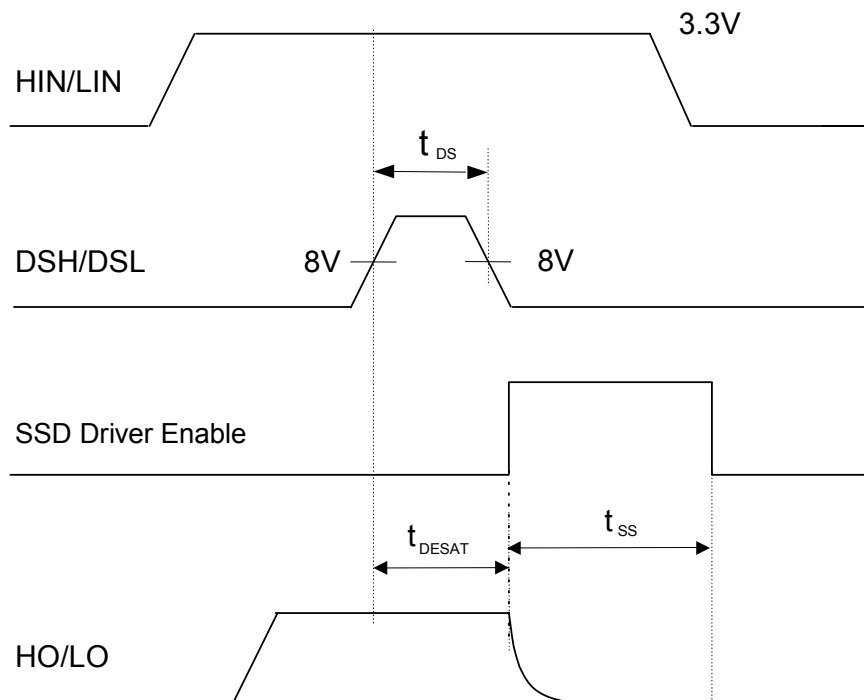 3.3V
HIN/LIN
t DS
DSH/DSL 8V 8V
SSD Driver Enable
t DESAT t SS
HO/LO